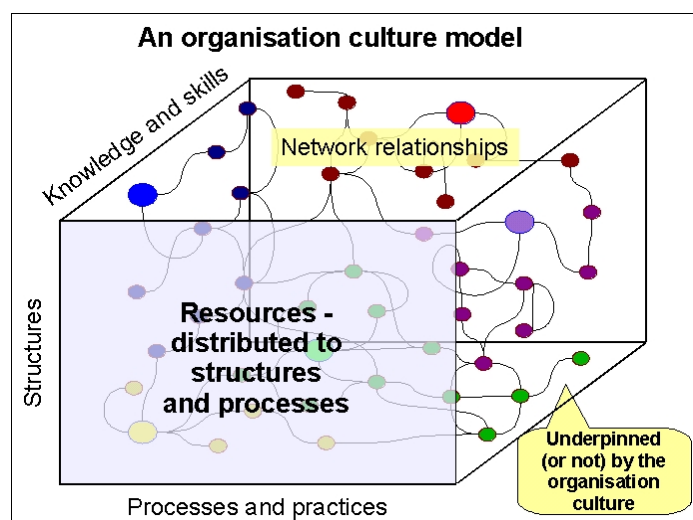 An organisation culture model
Knowledge and skills
Network relationships
Resources -
distributed to
structures
and processes
Structures
Underpinned
(or not) by the
organisation
culture
Processes and practices